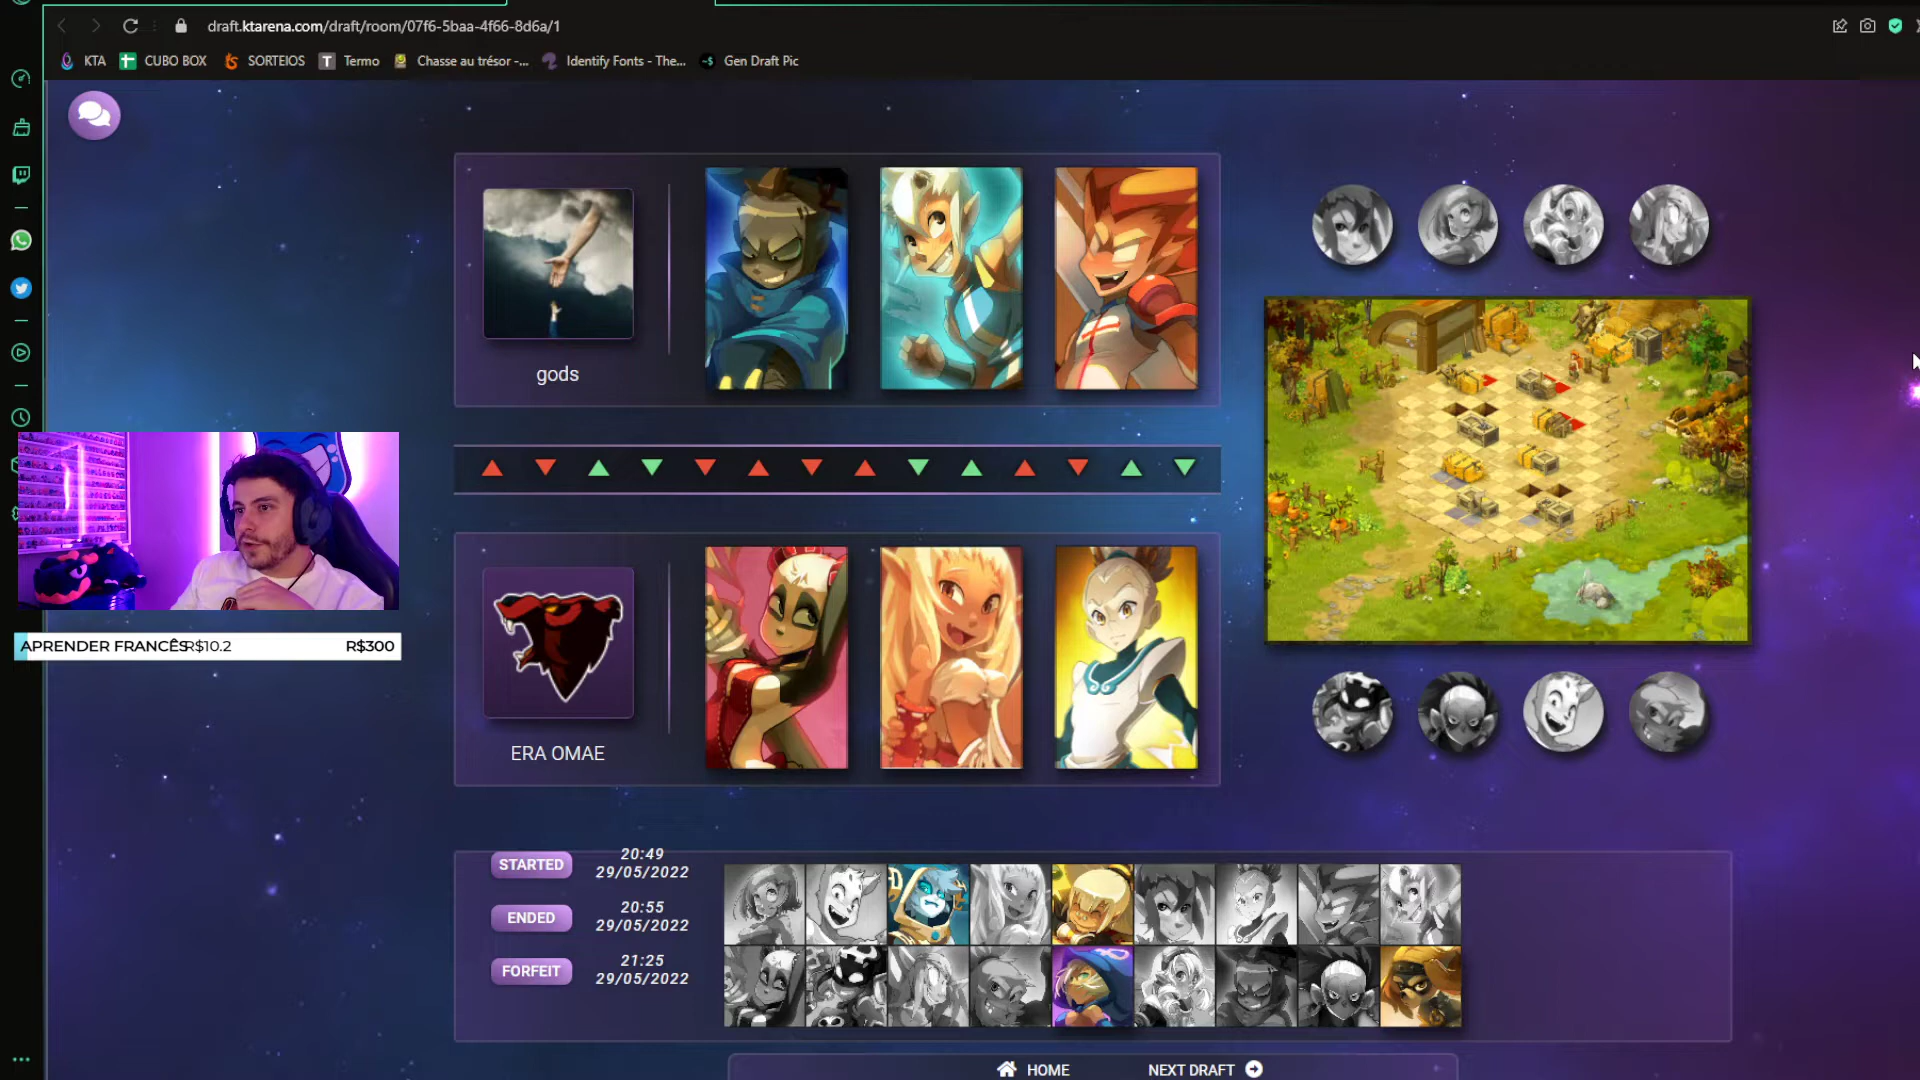 draft.ktarena.com/draft/room/07f6-5baa-4f66-8d6a/1
KTA CUBO BOX SORTEIOS T Termo Chasse au trésor -... Identify Fonts - The... ~$ Gen Draft Pic
gods
APRENDER FRANCÊS R$10.2 R$300
ERA OMAE
STARTED 20:49 29/05/2022
ENDED 20:55 29/05/2022
FORFEIT 21:25 29/05/2022
HOME NEXT DRAFT